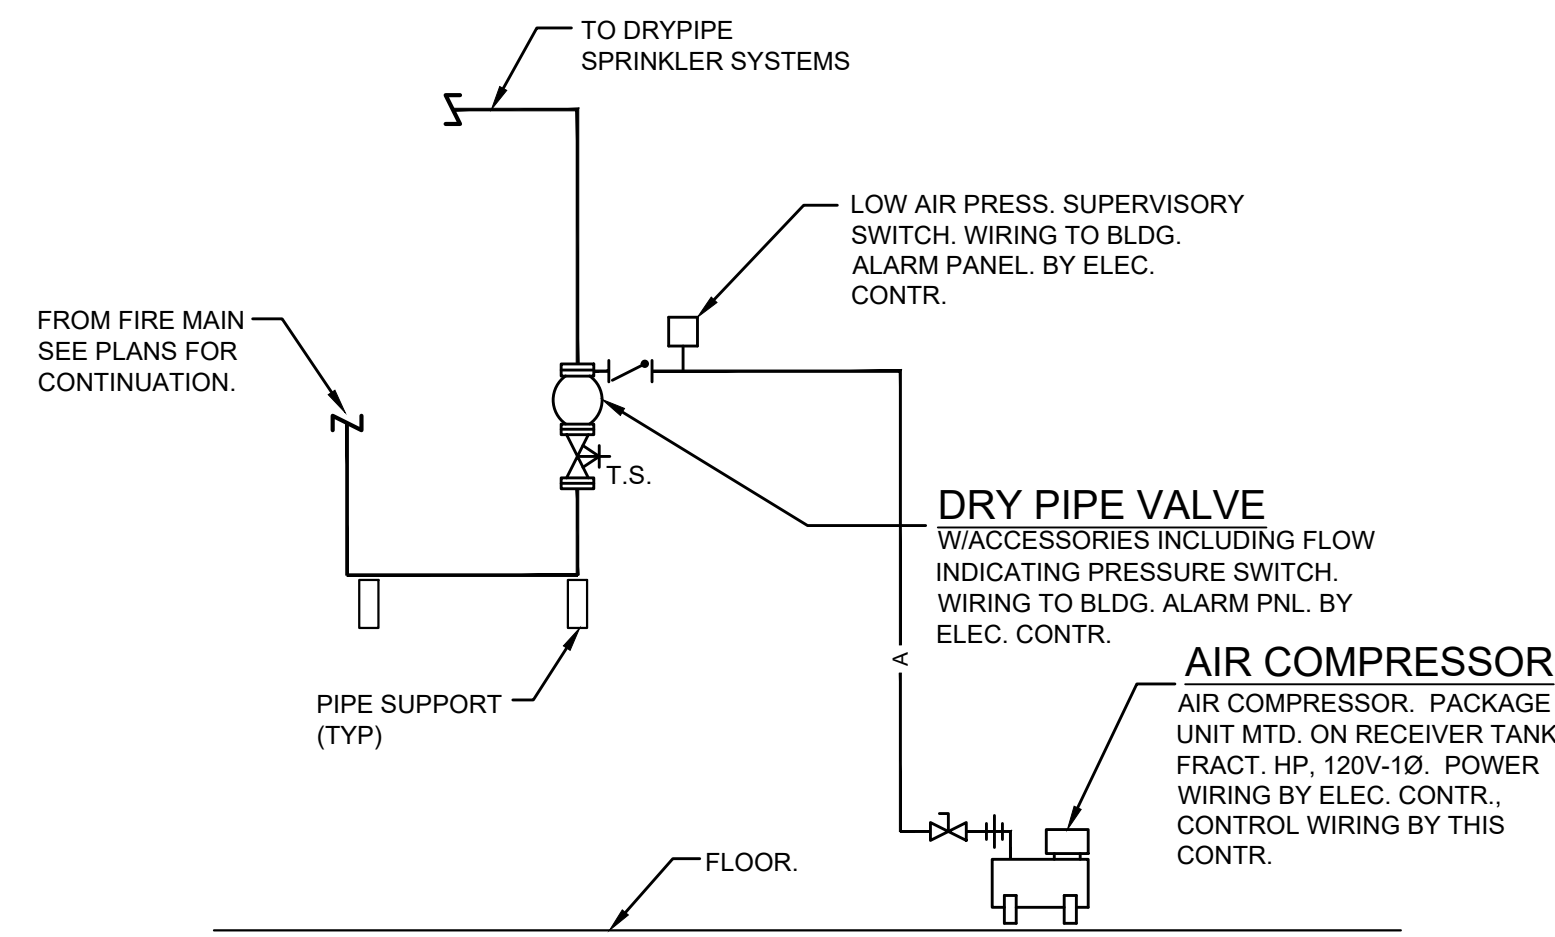 TO DRYPIPE
SPRINKLER SYSTEMS
LOW AIR PRESS. SUPERVISORY
SWITCH. WIRING TO BLDG.
ALARM PANEL. BY ELEC.
CONTR.
FROM FIRE MAIN
SEE PLANS FOR
CONTINUATION.
T.S.
DRY PIPE VALVE
W/ACCESSORIES INCLUDING FLOW
INDICATING PRESSURE SWITCH.
WIRING TO BLDG. ALARM PNL. BY
ELEC. CONTR.
A
PIPE SUPPORT
(TYP)
AIR COMPRESSOR
AIR COMPRESSOR. PACKAGE
UNIT MTD. ON RECEIVER TANK
FRACT. HP, 120V-1Ø. POWER
WIRING BY ELEC. CONTR.,
CONTROL WIRING BY THIS
CONTR.
FLOOR.